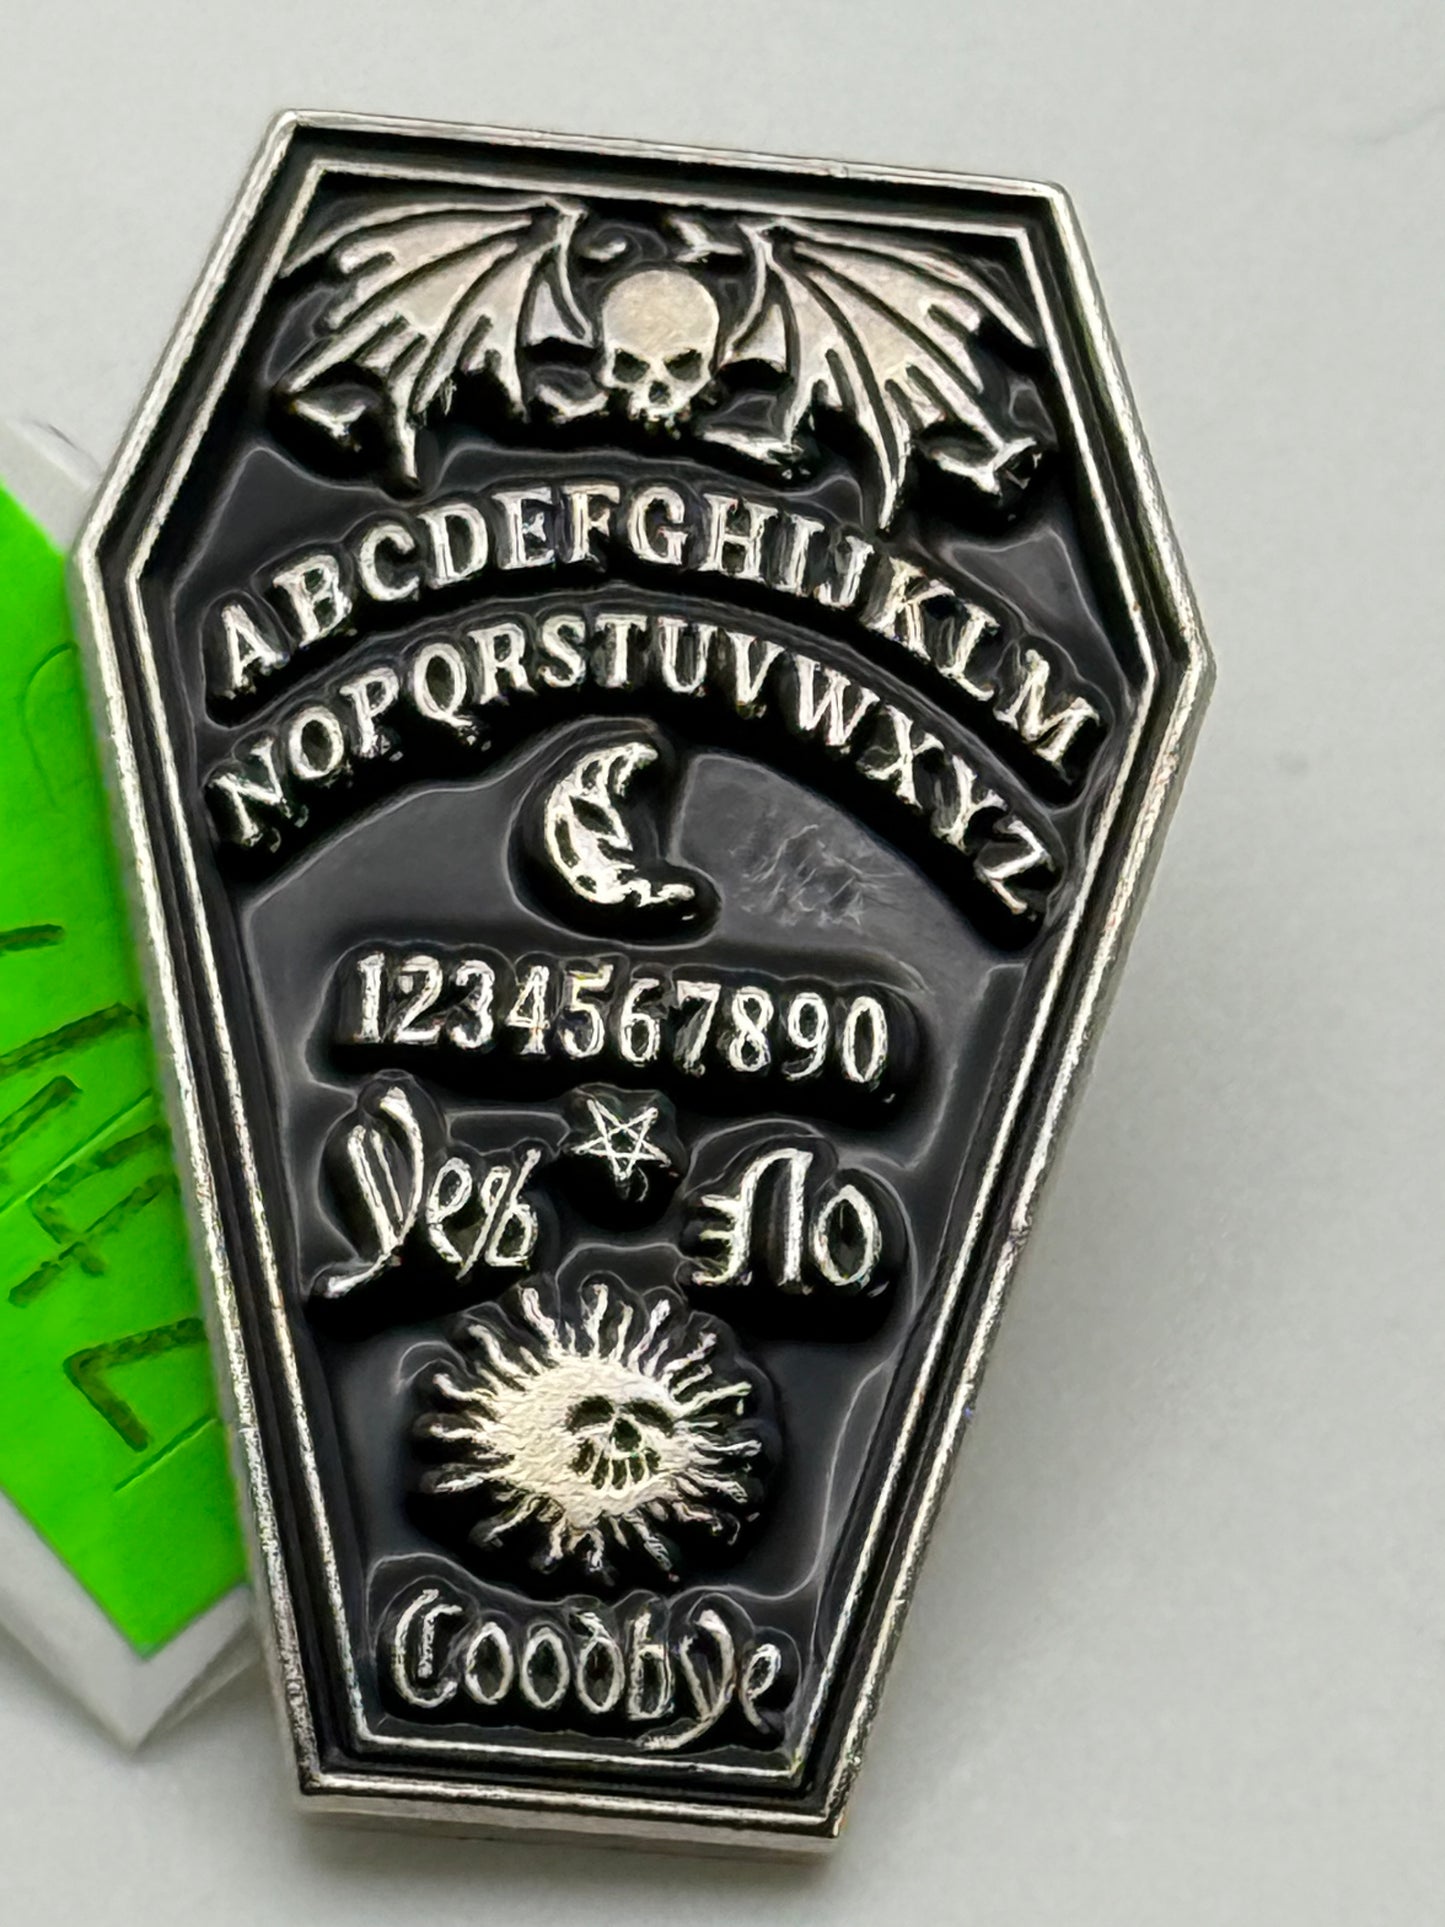 ABCDEFGHIJKLM
NOPQRSTUVWXYZ
1234567890
Yes No
Goodbye